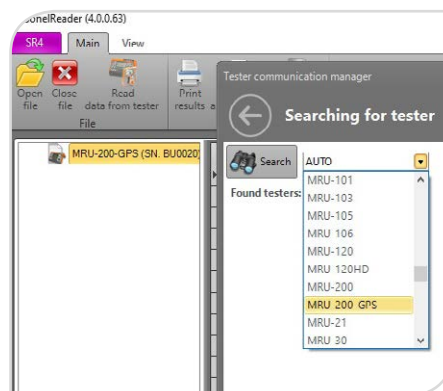 onelReader (4.0.0.63)
SR4 Main View
Open file
Close file
Read data from tester
Print results
a
File
MRU-200-GPS (SN. BU0020)
Tester communication manager
Searching for tester
Search
AUTO
Found testers:
MRU-101
MRU-103
MRU-105
MRU 106
MRU-120
MRU 120HD
MRU-200
MRU 200 GPS
MRU-21
MRU 30